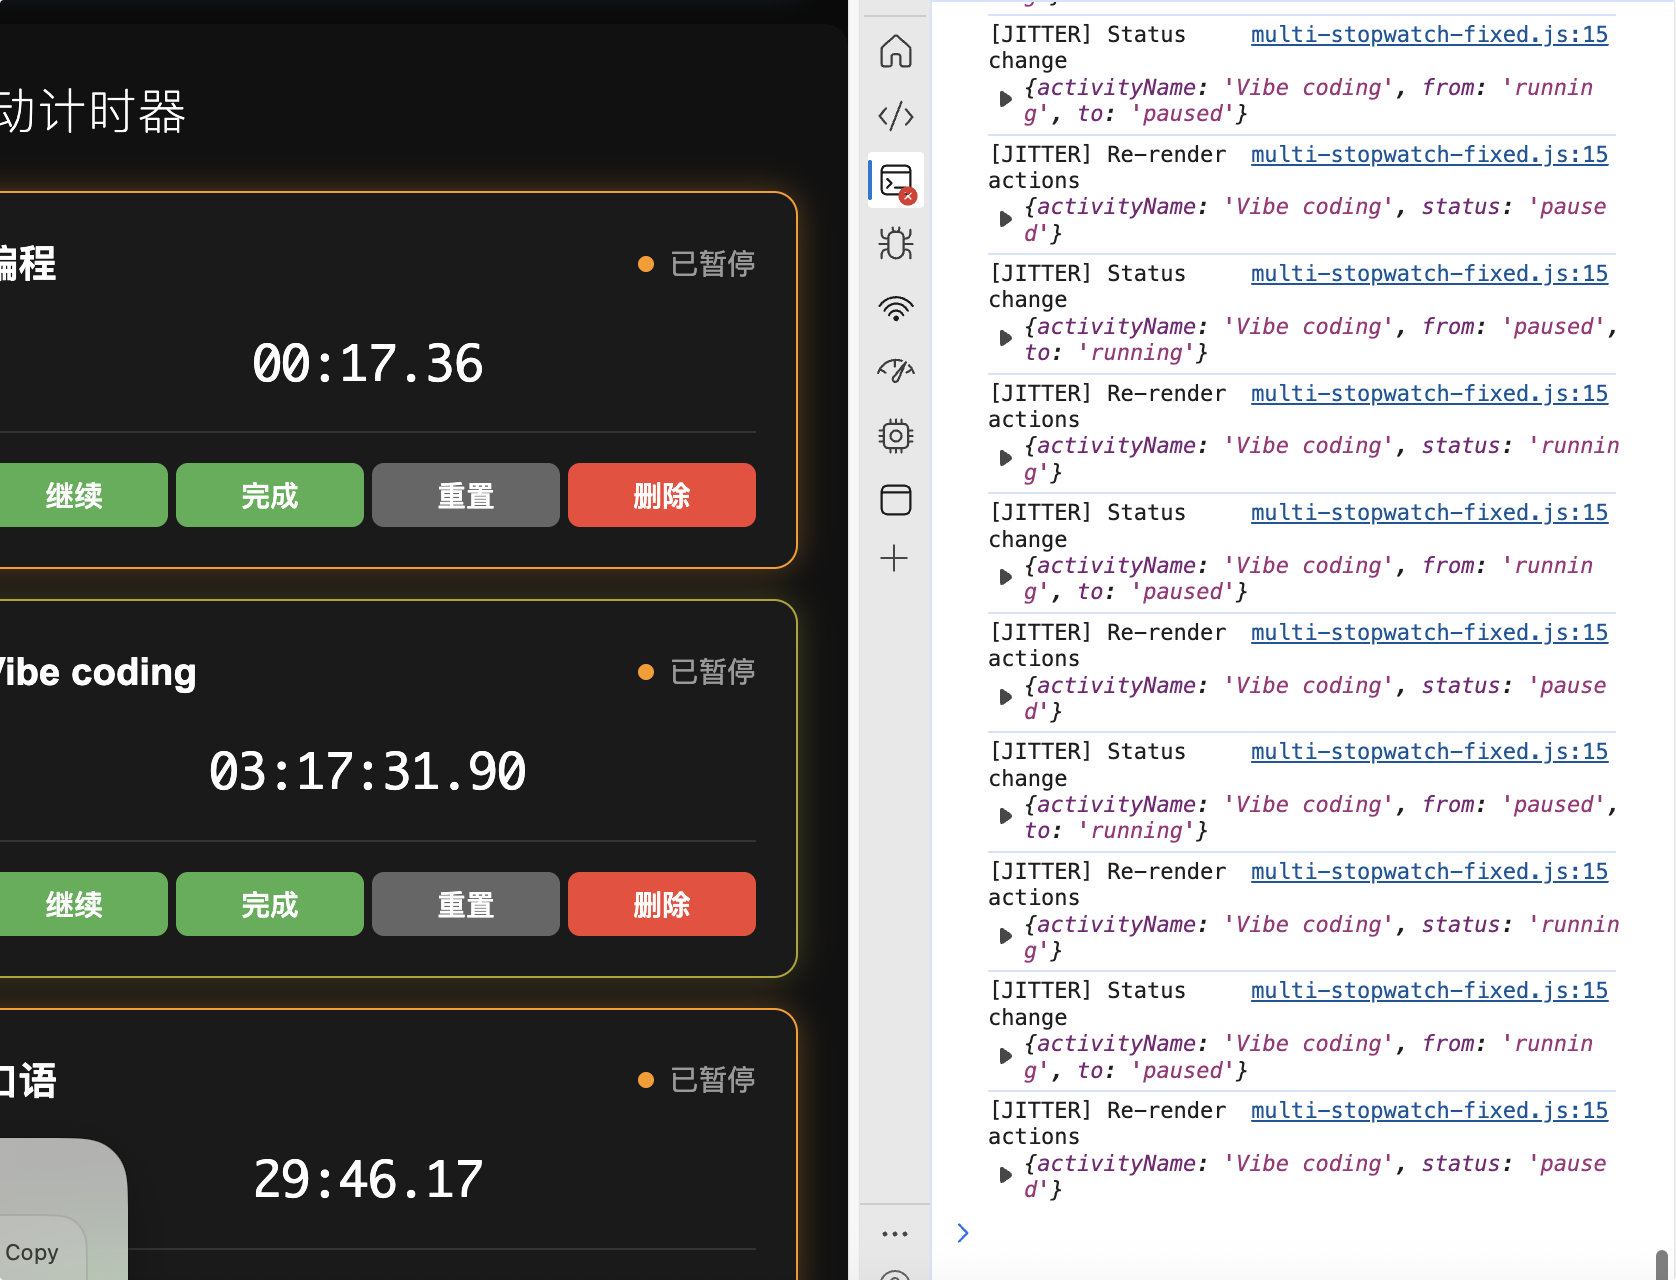 动计时器
编程
已暂停
00:17.36
继续
完成
重置
删除
Vibe coding
已暂停
03:17:31.90
继续
完成
重置
删除
口语
已暂停
29:46.17
Copy
[JITTER] Status multi-stopwatch-fixed.js:15
change
{activityName: 'Vibe coding', from: 'runnin
g', to: 'paused'}
[JITTER] Re-render multi-stopwatch-fixed.js:15
actions
{activityName: 'Vibe coding', status: 'pause
d'}
[JITTER] Status multi-stopwatch-fixed.js:15
change
{activityName: 'Vibe coding', from: 'paused',
to: 'running'}
[JITTER] Re-render multi-stopwatch-fixed.js:15
actions
{activityName: 'Vibe coding', status: 'runnin
g'}
[JITTER] Status multi-stopwatch-fixed.js:15
change
{activityName: 'Vibe coding', from: 'runnin
g', to: 'paused'}
[JITTER] Re-render multi-stopwatch-fixed.js:15
actions
{activityName: 'Vibe coding', status: 'pause
d'}
[JITTER] Status multi-stopwatch-fixed.js:15
change
{activityName: 'Vibe coding', from: 'paused',
to: 'running'}
[JITTER] Re-render multi-stopwatch-fixed.js:15
actions
{activityName: 'Vibe coding', status: 'runnin
g'}
[JITTER] Status multi-stopwatch-fixed.js:15
change
{activityName: 'Vibe coding', from: 'runnin
g', to: 'paused'}
[JITTER] Re-render multi-stopwatch-fixed.js:15
actions
{activityName: 'Vibe coding', status: 'pause
d'}